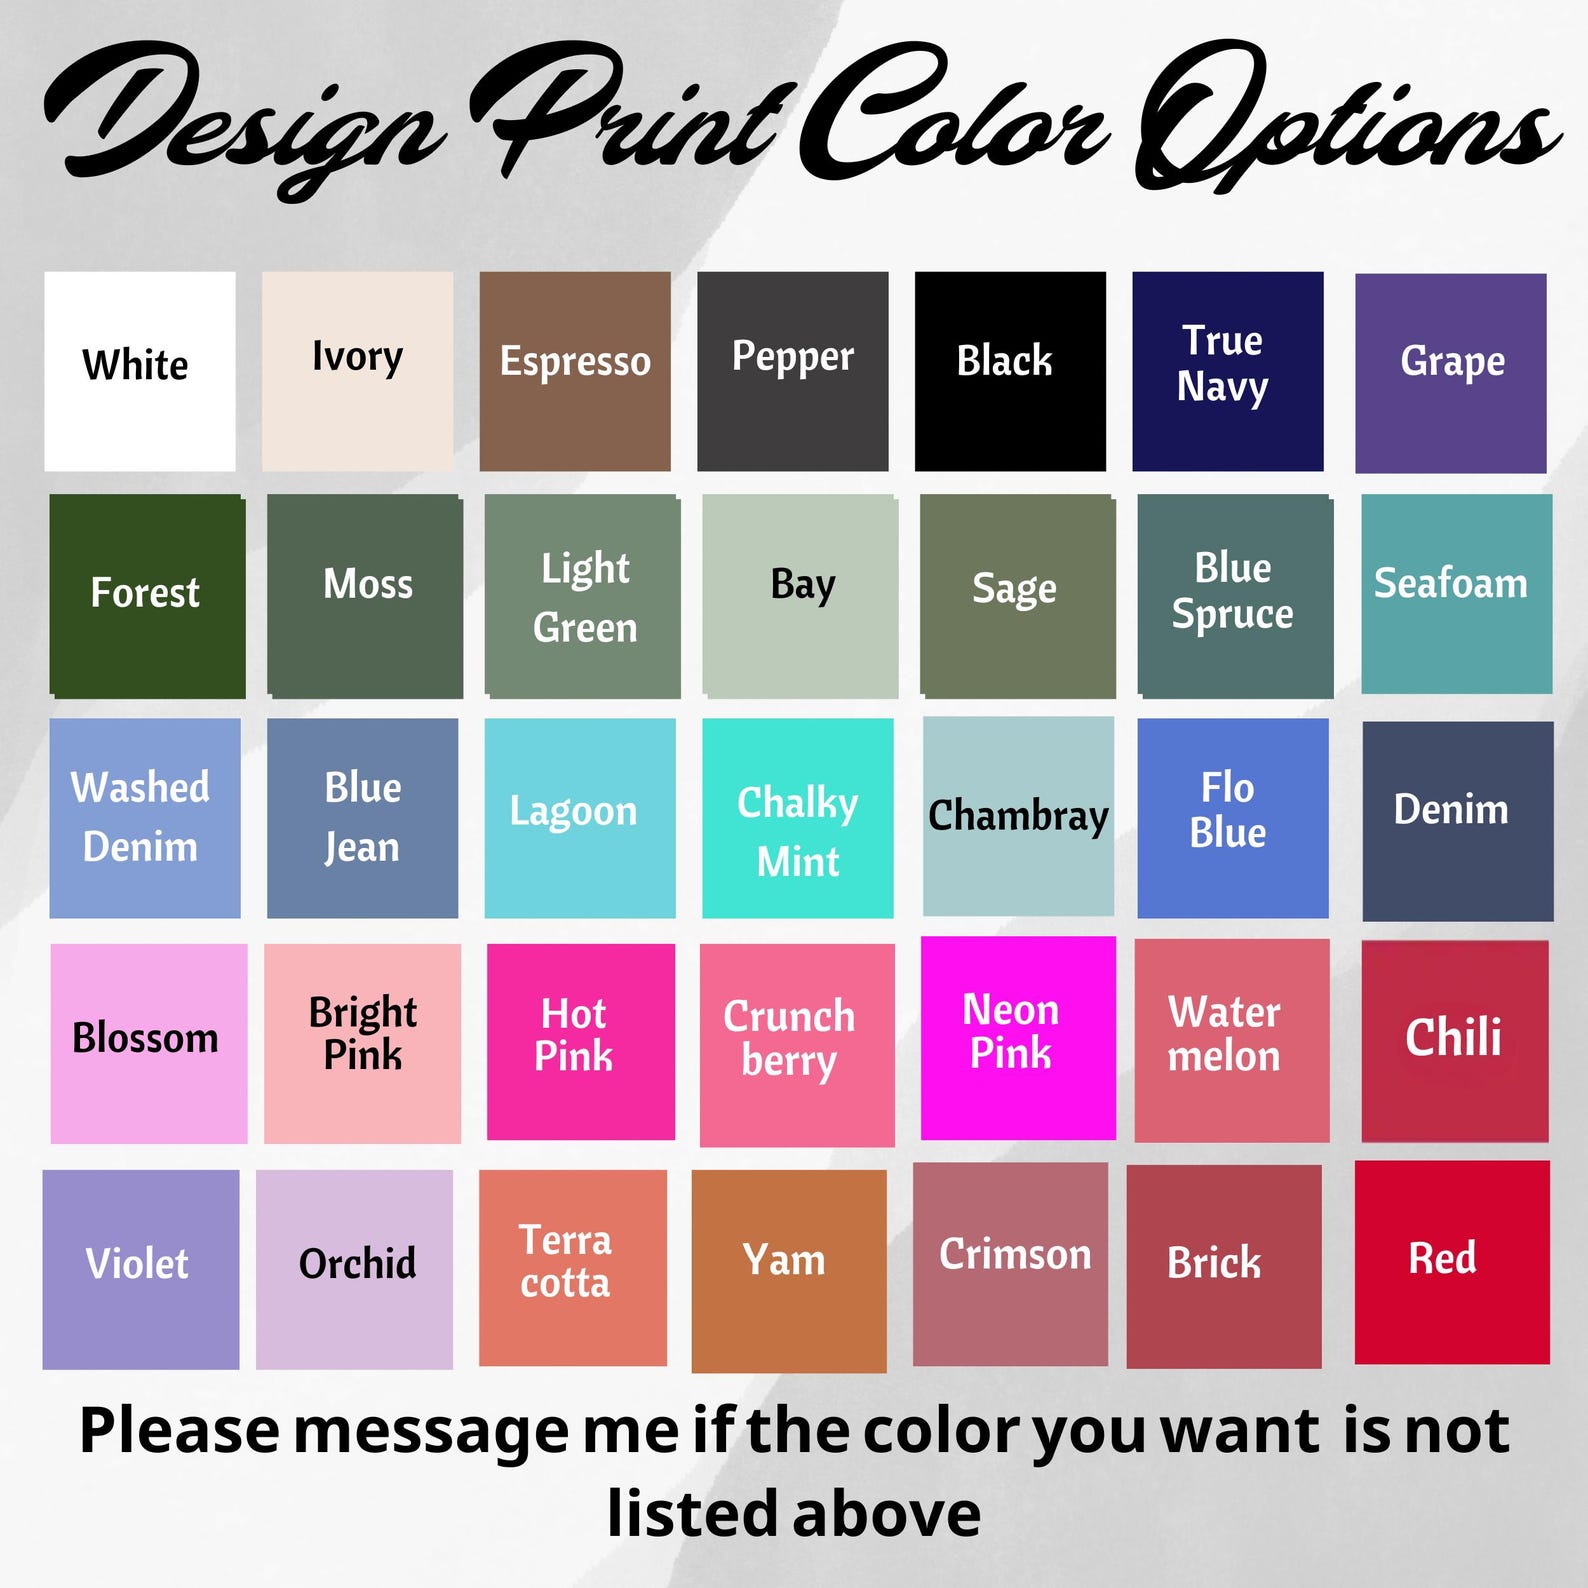 Design Print Color Options
White
Ivory
Espresso
Pepper
Black
True
Navy
Grape
Forest
Moss
Light
Green
Bay
Sage
Blue
Spruce
Seafoam
Washed
Denim
Blue
Jean
Lagoon
Chalky
Mint
Chambray
Flo
Blue
Denim
Blossom
Bright
Pink
Hot
Pink
Crunch
berry
Neon
Pink
Water
melon
Chili
Violet
Orchid
Terra
cotta
Yam
Crimson
Brick
Red
Please message me if the color you want is not
listed above